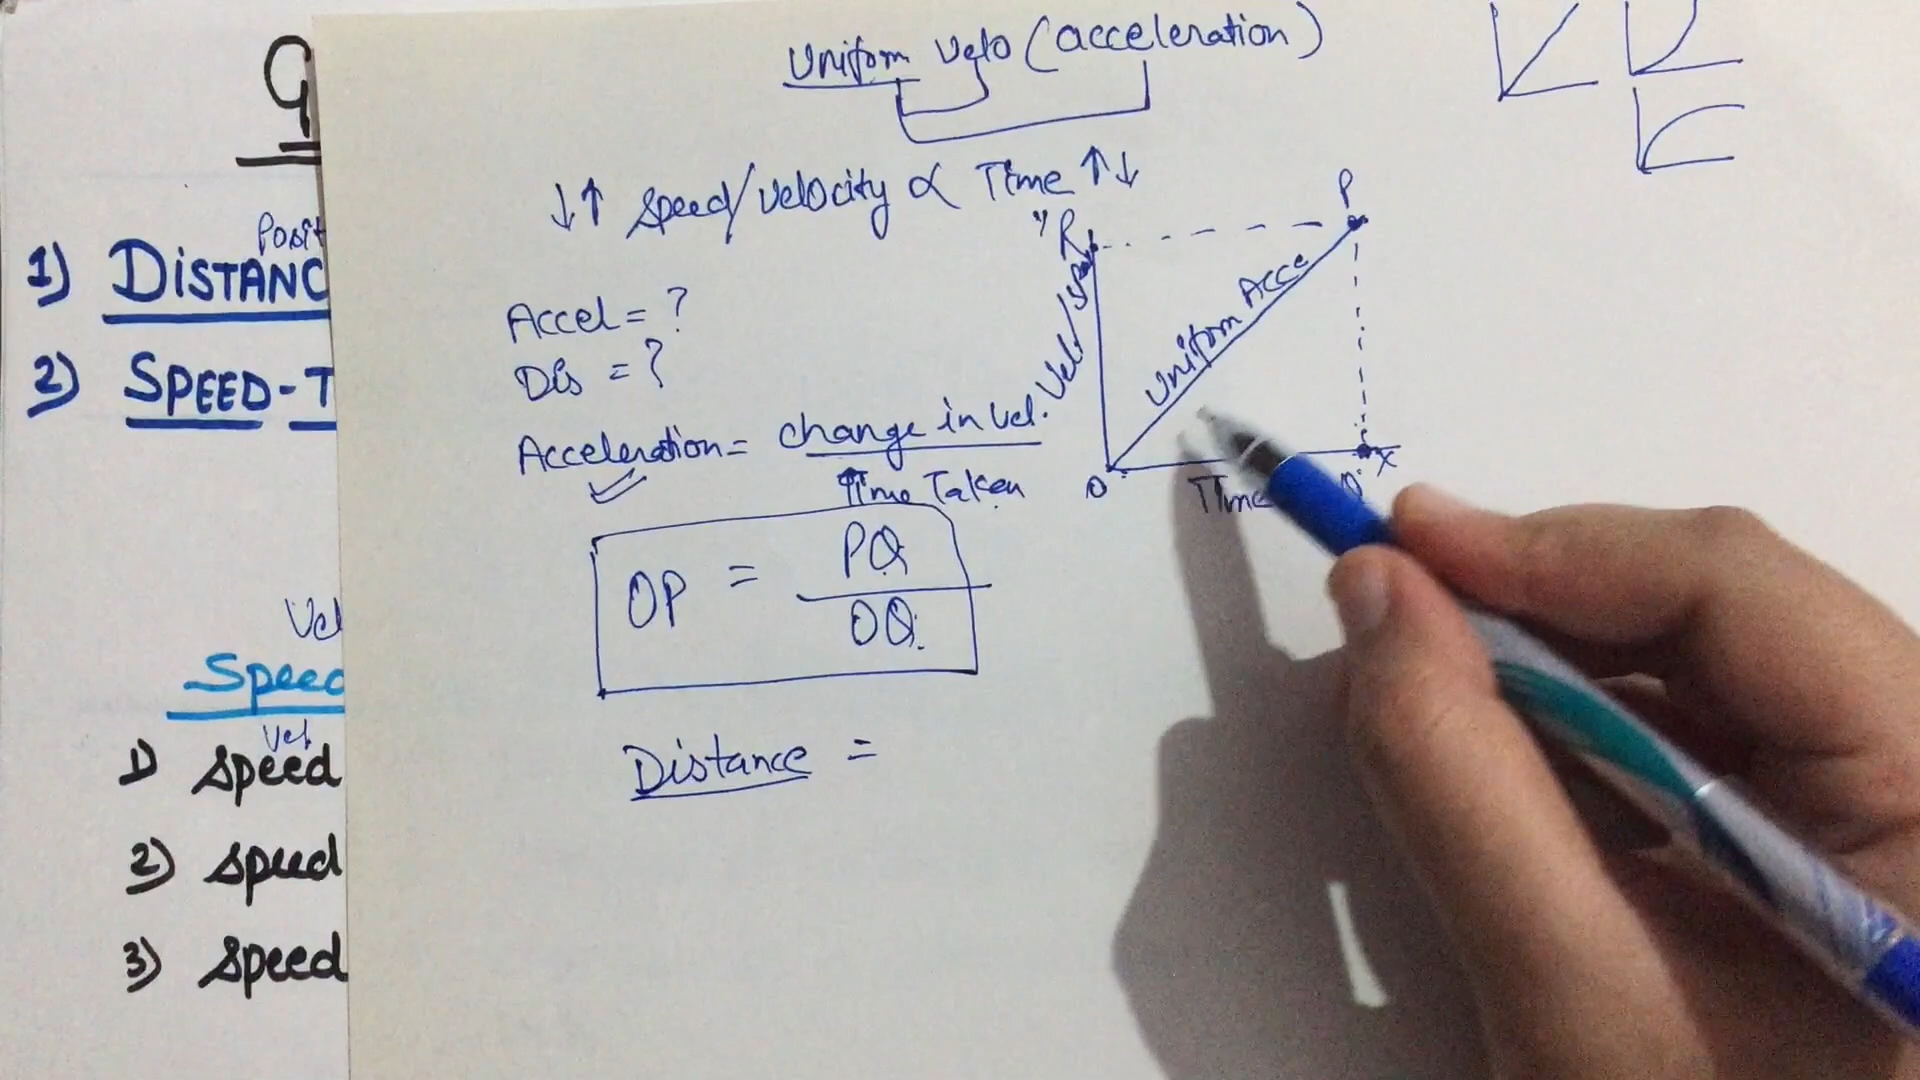 G
Posit
1) DISTANC
2) SPEED-T
Vel
Speed
Vel
1) Speed
2) Speed
3) Speed
Uniform Velo (acceleration)
↓↑ Speed/Velocity ∝ Time ↑↓
Accel = ?
Dis = ?
Acceleration = change in Vel.
Time Taken
OP = PQ
OQ.
Distance =
y R P
Vel/
Uniform Acce
O Time Q X